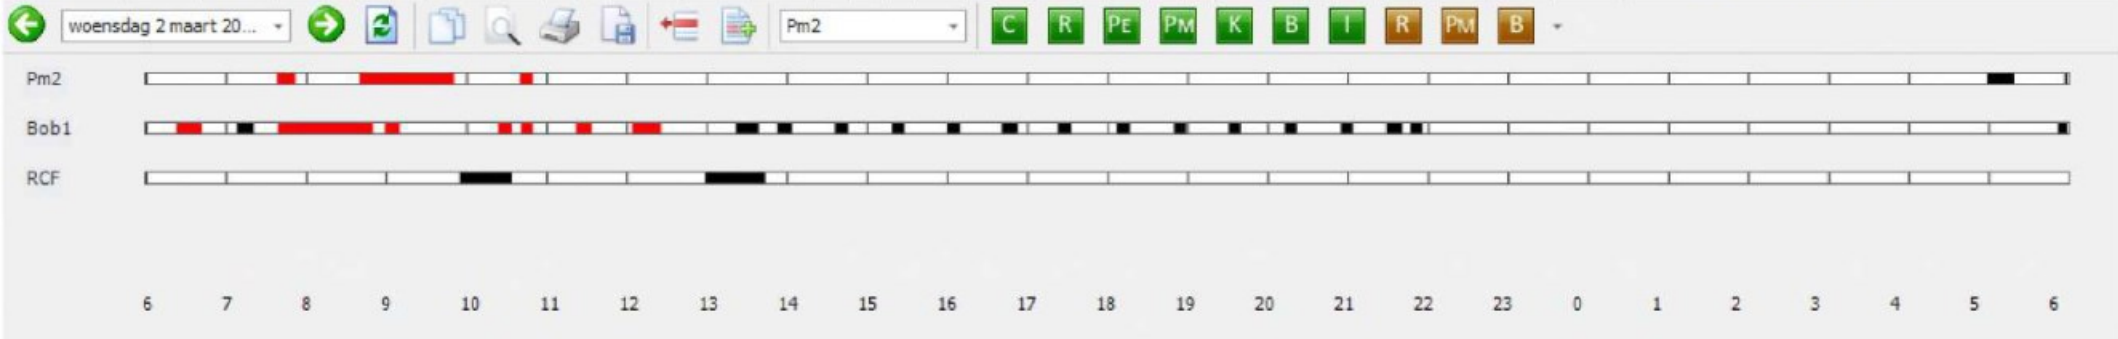 woensdag 2 maart 20... Pm2 C R PE PM K B I R PM B
Pm2
Bob1
RCF
6 7 8 9 10 11 12 13 14 15 16 17 18 19 20 21 22 23 0 1 2 3 4 5 6